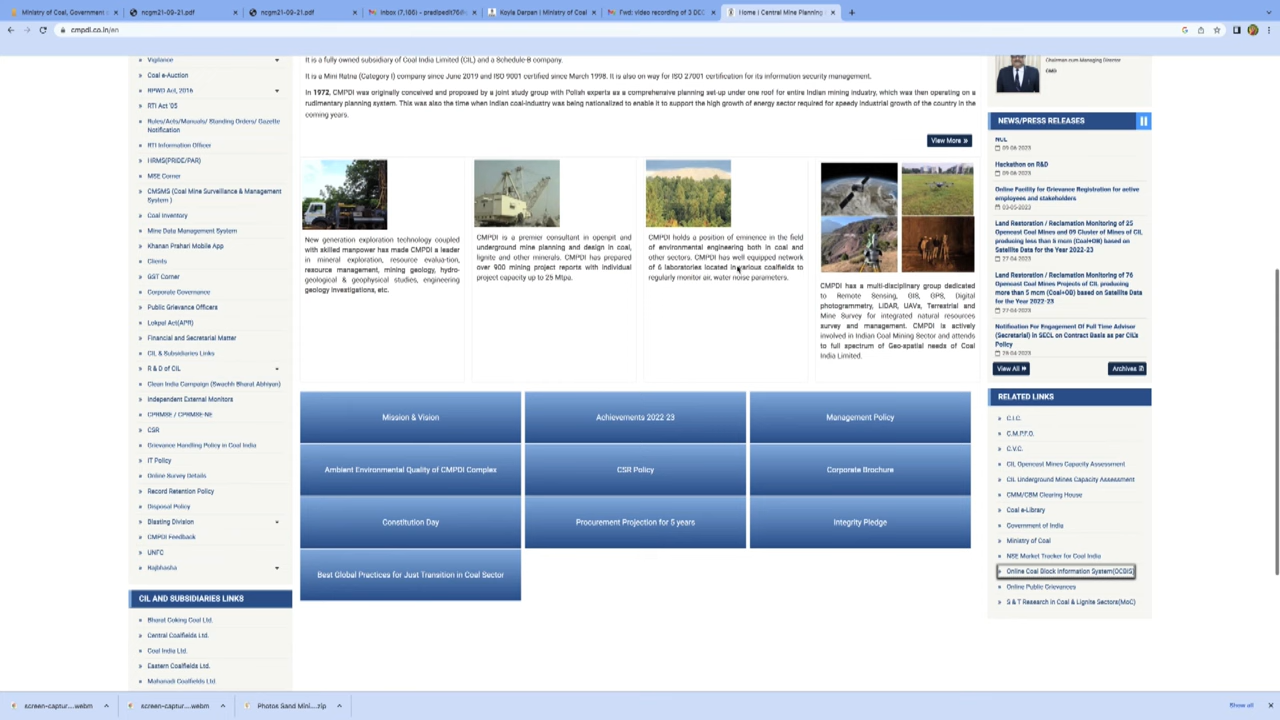 Ministry of Coal, Government
ncgm21-09-21.pdf
ncgm21-09-21.pdf
Koyla Darpan | Ministry of Coal
Fwd: video recording of 3 DEC
Home | Central Mine Planning
cmpdi.co.in/en
Vigilance
Coal e-Auction
RPWD Act, 2016
RTI Act '05
Rules/Acts/Manuals/ Standing Orders/ Gazette
Notification
RTI Information Officer
HRMS(PRIDE/PAR)
MSE Corner
CMSMS (Coal Mine Surveillance & Management
System )
Coal Inventory
Mine Data Management System
Khanan Prahari Mobile App
Clients
GST Corner
Corporate Governance
Public Grievance Officers
Lokpal Act(APR)
Financial and Secretarial Matter
CIL & Subsidiaries Links
R & D of CIL
Clean India Campaign (Swachh Bharat Abhiyan)
Independent External Monitors
CPRMSE / CPRMSE-NE
CSR
Grievance Handling Policy in Coal India
IT Policy
Online Survey Details
Record Retention Policy
Disposal Policy
Blasting Division
CMPDI Feedback
UNFC
Rajbhasha
CIL AND SUBSIDIARIES LINKS
Bharat Coking Coal Ltd.
Central Coalfields Ltd.
Coal India Ltd.
Eastern Coalfields Ltd.
Mahanadi Coalfields Ltd.
It is a fully owned subsidiary of Coal India Limited (CIL) and a Schedule-B company.
It is a Mini Ratna (Category I) company since June 2019 and ISO 9001 certified since March 1998. It is also on way for ISO 27001 certification for its information security management.
In 1972, CMPDI was originally conceived and proposed by a joint study group with Polish experts as a comprehensive planning set-up under one roof for entire Indian mining industry, which was then operating on a
rudimentary planning system. This was also the time when Indian coal-industry was being nationalized to enable it to support the high growth of energy sector required for speedy industrial growth of the country in the
coming years.
View More »
New generation exploration technology coupled
with skilled manpower has made CMPDI a leader
in mineral exploration, resource evalua-tion,
resource management, mining geology, hydro-
geological & geophysical studies, engineering
geology investigations, etc.
CMPDI is a premier consultant in openpit and
underground mine planning and design in coal,
lignite and other minerals. CMPDI has prepared
over 900 mining project reports with individual
project capacity up to 25 Mtpa.
CMPDI holds a position of eminence in the field
of environmental engineering both in coal and
other sectors. CMPDI has well equipped network
of 6 laboratories located in various coalfields to
regularly monitor air, water noise parameters.
CMPDI has a multi-disciplinary group dedicated
to Remote Sensing, GIS, GPS, Digital
photogrammetry, LiDAR, UAVs, Terrestrial and
Mine Survey for integrated natural resources
survey and management. CMPDI is actively
involved in Indian Coal Mining Sector and attends
to full spectrum of Geo-spatial needs of Coal
India Limited.
Mission & Vision
Achievements 2022-23
Management Policy
Ambient Environmental Quality of CMPDI Complex
CSR Policy
Corporate Brochure
Constitution Day
Procurement Projection for 5 years
Integrity Pledge
Best Global Practices for Just Transition in Coal Sector
Chairman cum Managing Director
NEWS/PRESS RELEASES
09-06-2023
Hackathon on R&D
09-06-2023
Online Facility for Grievance Registration for active
employees and stakeholders
03-05-2023
Land Restoration / Reclamation Monitoring of 25
Opencast Coal Mines and 09 Cluster of Mines of CIL
producing less than 5 mcm (Coal+OB) based on
Satellite Data for the Year 2022-23
27-04-2023
Land Restoration / Reclamation Monitoring of 76
Opencast Coal Mines Projects of CIL producing
more than 5 mcm (Coal+OB) based on Satellite Data
for the Year 2022-23
27-04-2023
Notification For Engagement Of Full Time Advisor
(Secretarial) in SECL on Contract Basis as per CIL's
Policy
View All
Archives
RELATED LINKS
C.I.C.
C.M.P.F.O.
C.V.C.
CIL Opencast Mines Capacity Assessment
CIL Underground Mines Capacity Assessment
CMM/CBM Clearing House
Coal e-Library
Government of India
Ministry of Coal
NSE Market Tracker for Coal India
Online Coal Block Information System(OCBIS)
Online Public Grievances
S & T Research in Coal & Lignite Sectors(MoC)
screen-captur....webm
screen-captur....webm
Photos Sand Mini....zip
Show all